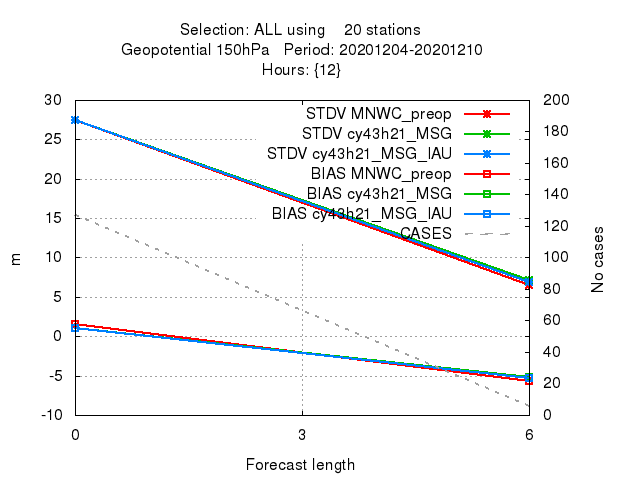 Selection: ALL using    20 stations
Geopotential 150hPa   Period: 20201204-20201210
Hours: {12}
30
25
20
15
10
5
0
-5
-10
m
200
180
160
140
120
100
80
60
40
20
0
No cases
STDV MNWC_preop
STDV cy43h21_MSG
STDV cy43h21_MSG_IAU
BIAS MNWC_preop
BIAS cy43h21_MSG
BIAS cy43h21_MSG_IAU
CASES
0
3
6
Forecast length